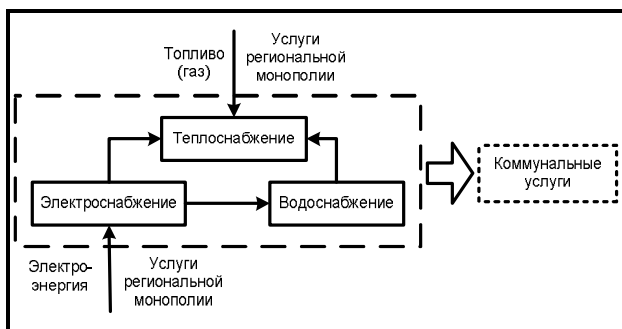 Топливо
(газ)
Услуги
региональной
монополии
Теплоснабжение
Электроснабжение
Водоснабжение
Коммунальные
услуги
Электро-
энергия
Услуги
региональной
монополии